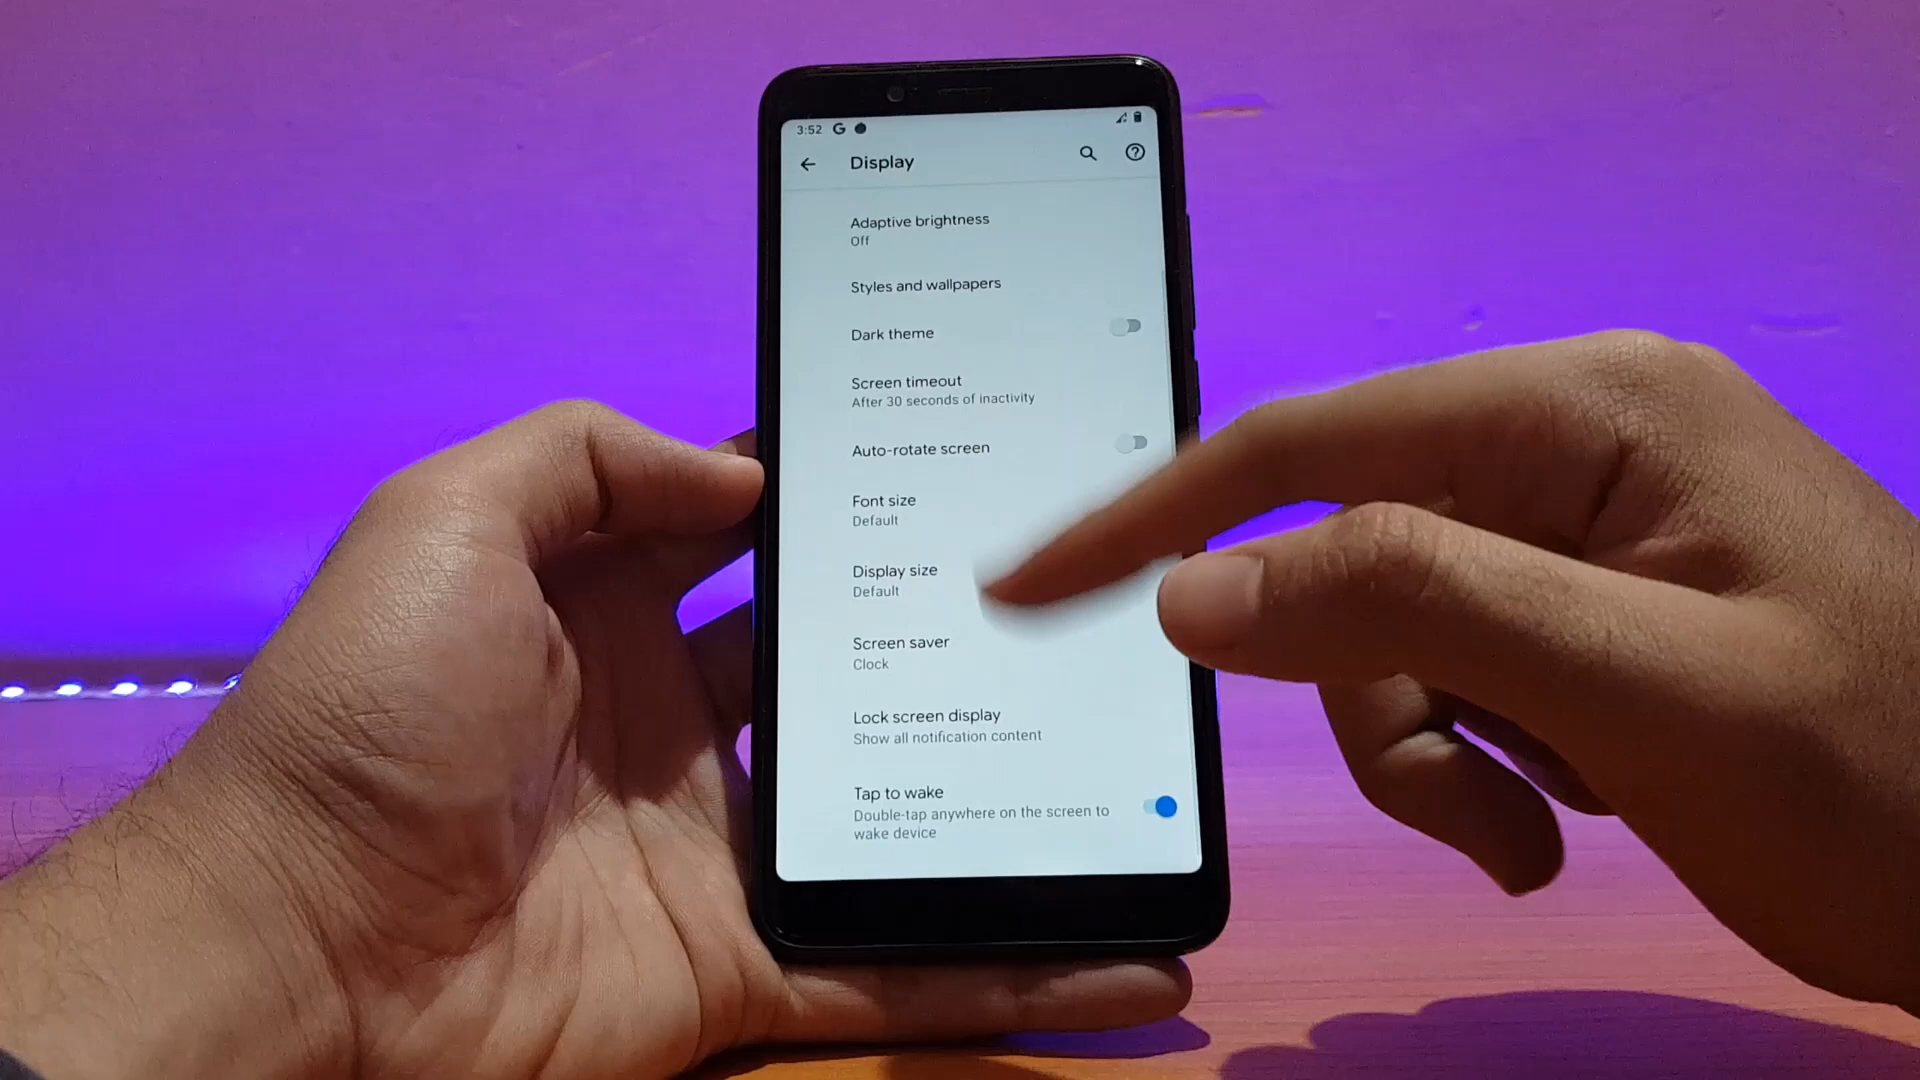 3:52 G
Display
Adaptive brightness
Off
Styles and wallpapers
Dark theme
Screen timeout
After 30 seconds of inactivity
Auto-rotate screen
Font size
Default
Display size
Default
Screen saver
Clock
Lock screen display
Show all notification content
Tap to wake
Double-tap anywhere on the screen to
wake device